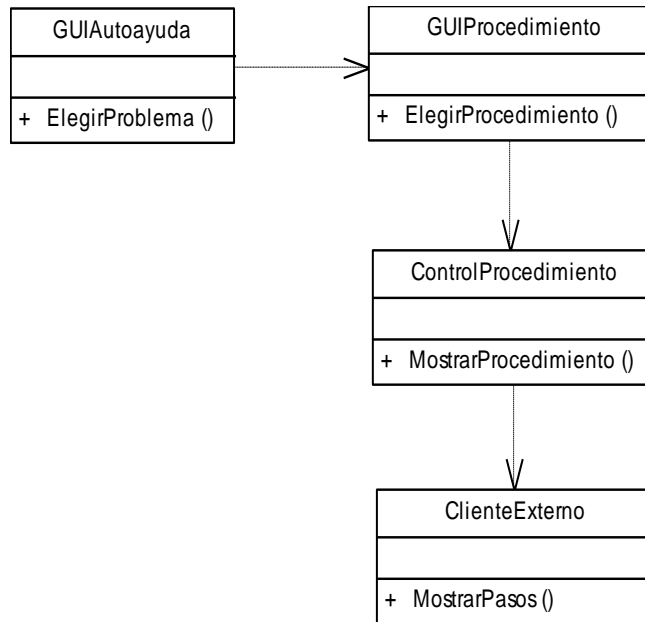 GUIAutoayuda
+ ElegirProblema ()
GUIProcedimiento
+ ElegirProcedimiento ()
ControlProcedimiento
+ MostrarProcedimiento ()
ClienteExterno
+ MostrarPasos ()